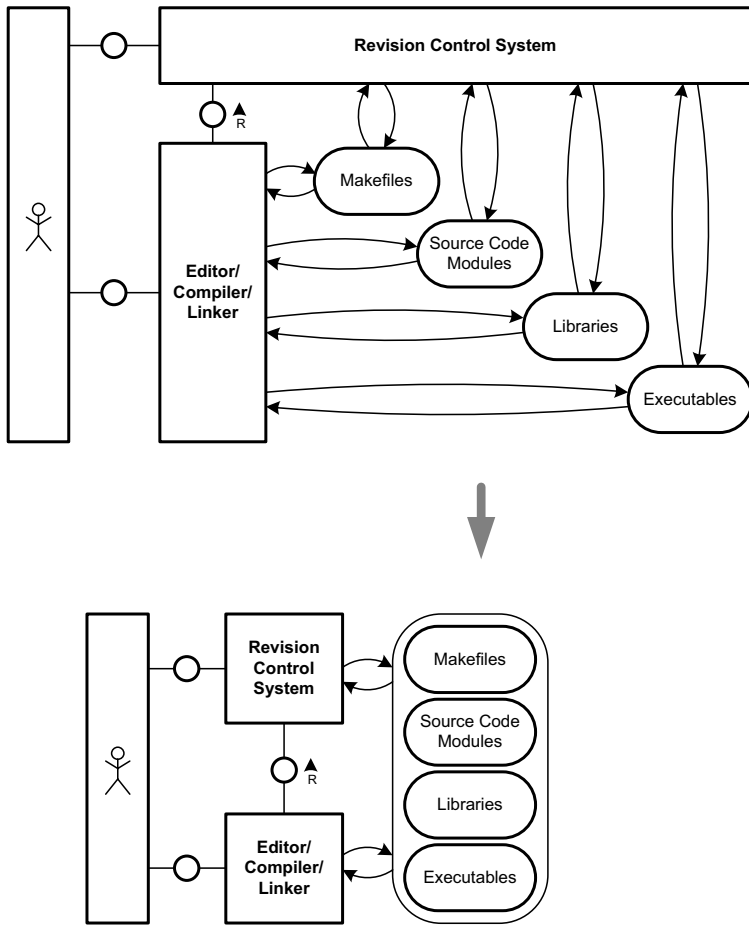 Revision Control System
R
Makefiles
Source Code
Modules
Editor/
Compiler/
Linker
Libraries
Executables
Revision
Control
System
Makefiles
Source Code
Modules
R
Libraries
Editor/
Compiler/
Linker
Executables